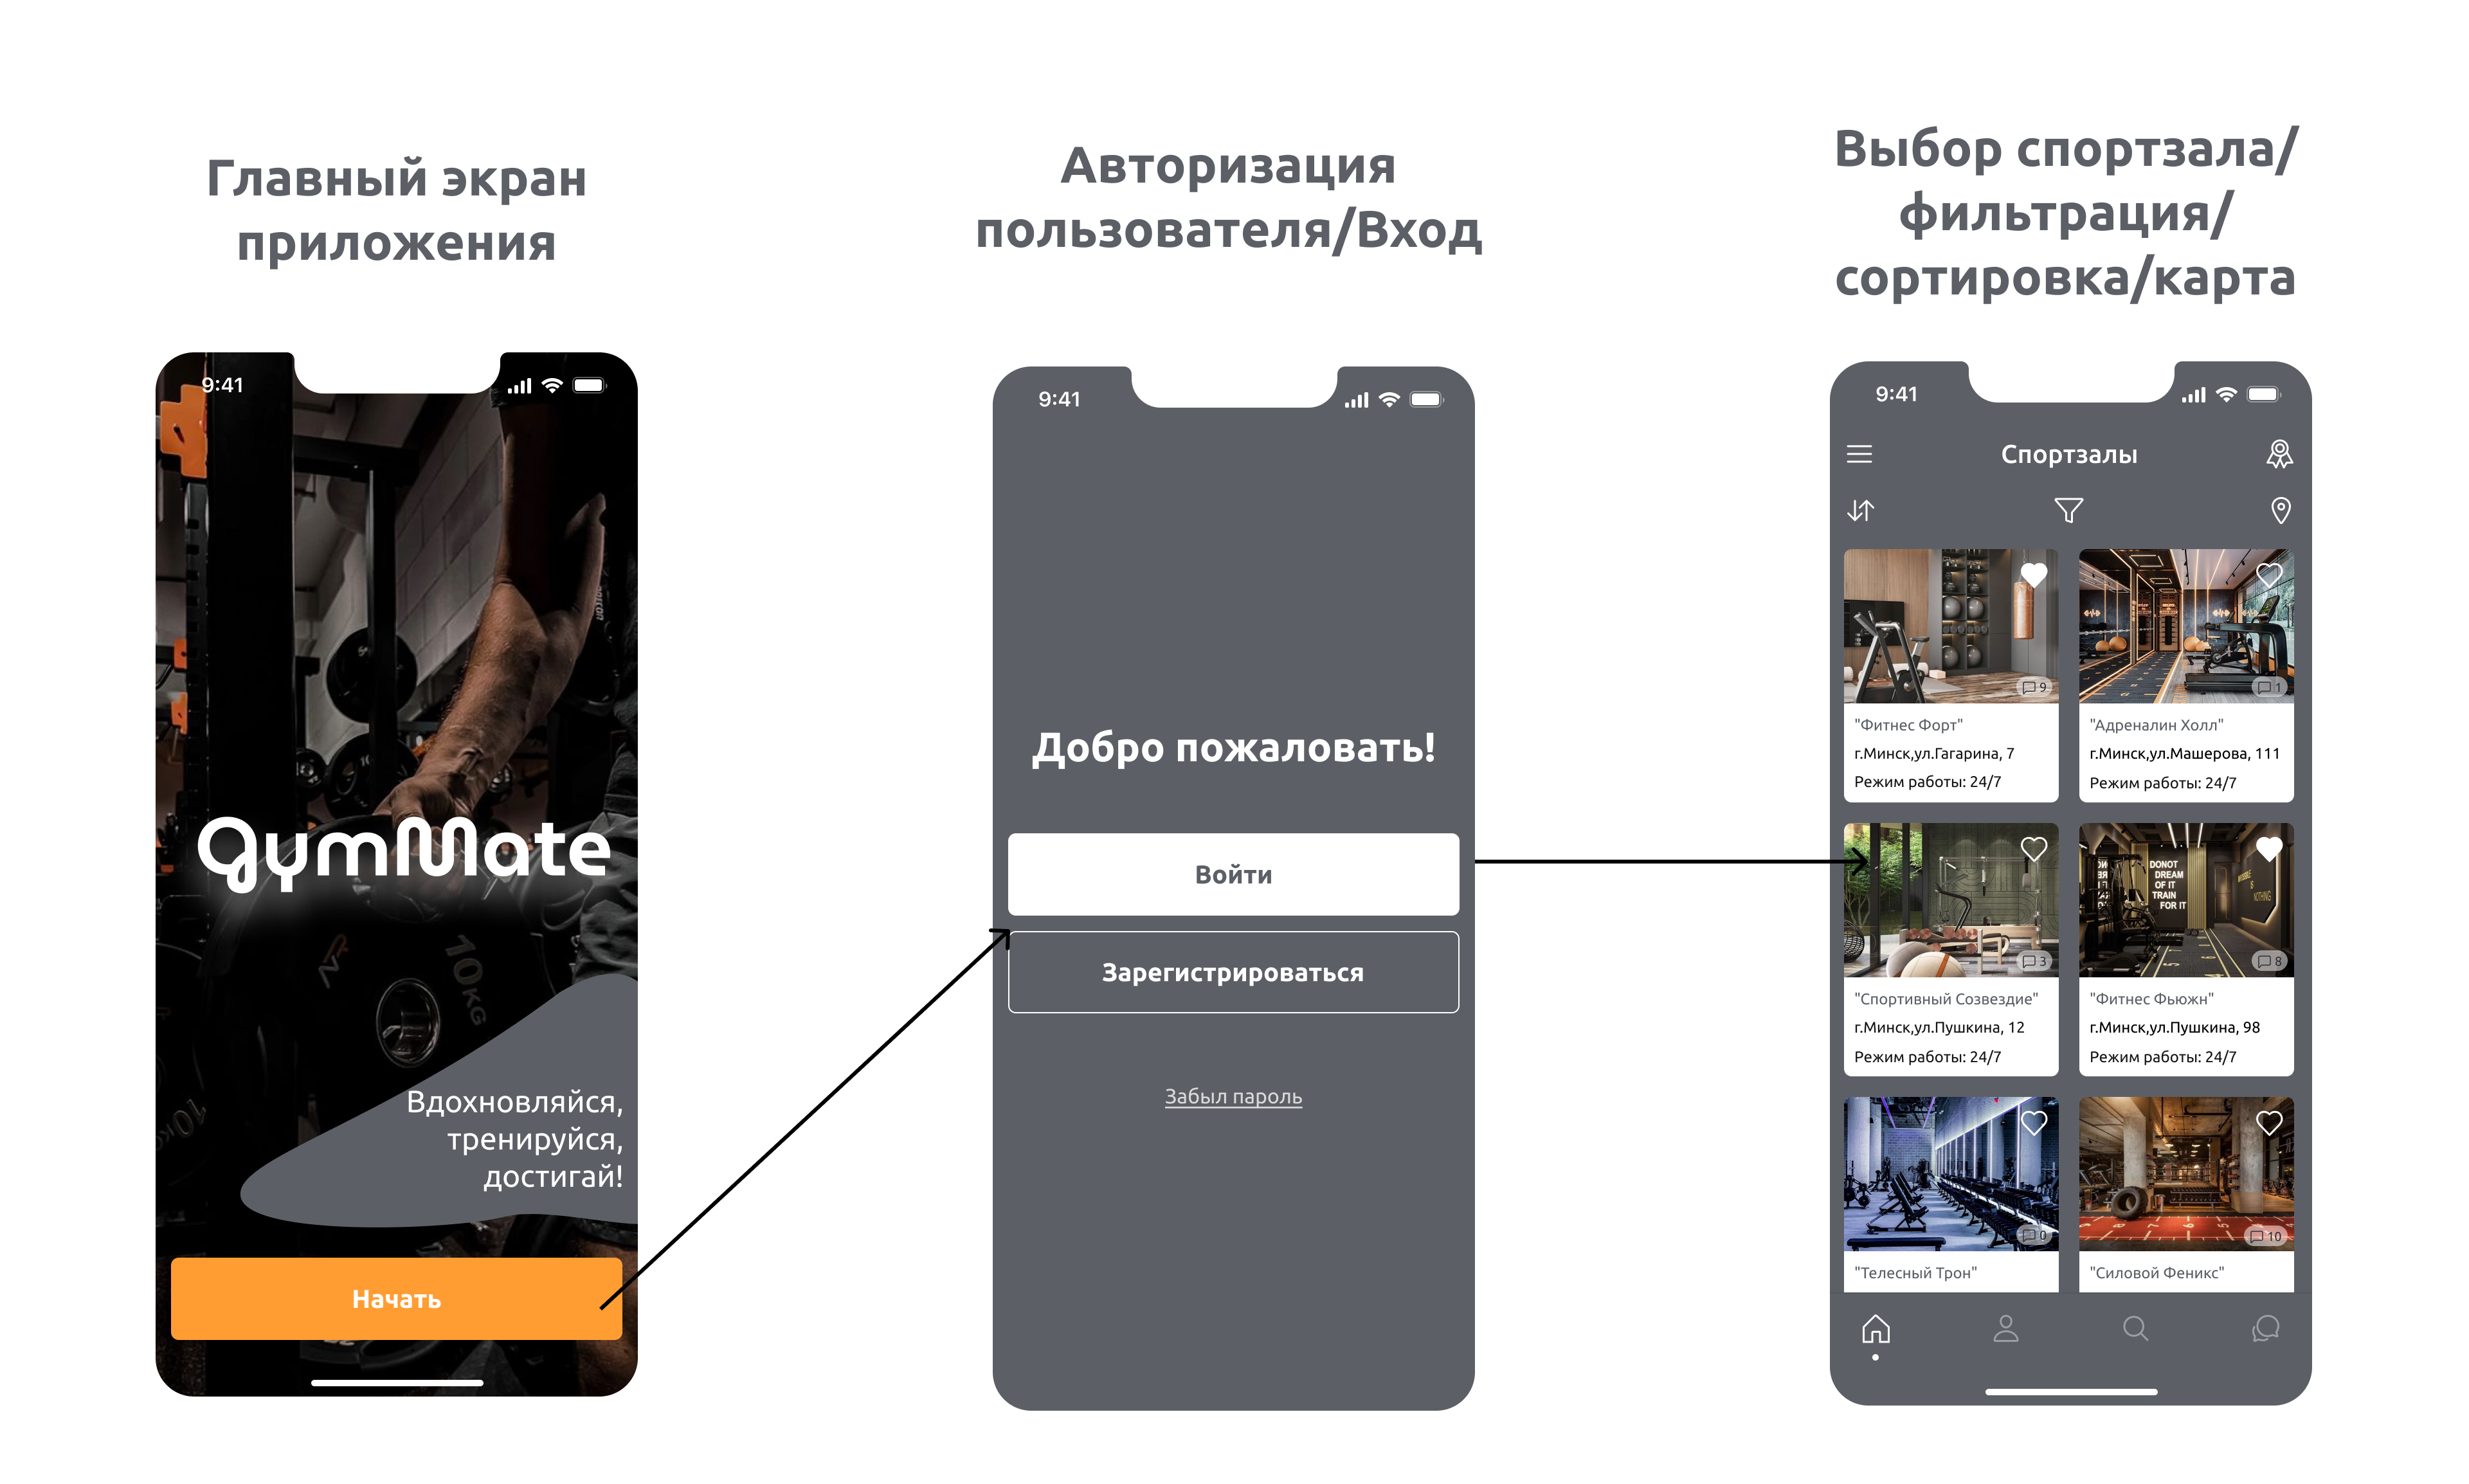 Главный экран
приложения
9:41
GymMate
10KG
Вдохновляйся,
тренируйся,
достигай!
Начать
Авторизация
пользователя/Вход
9:41
Добро пожаловать!
Войти
Зарегистрироваться
Забыл пароль
Выбор спортзала/
фильтрация/
сортировка/карта
9:41
Спортзалы
9
1
"Фитнес Форт"
"Адреналин Холл"
г.Минск,ул.Гагарина, 7
г.Минск,ул.Машерова, 111
Режим работы: 24/7
Режим работы: 24/7
DONOT
DREAM
OF IT
TRAIN
FOR IT
IMPOSSIBLE
IS
NOTHING
3
8
"Спортивный Созвездие"
"Фитнес Фьюжн"
г.Минск,ул.Пушкина, 12
г.Минск,ул.Пушкина, 98
Режим работы: 24/7
Режим работы: 24/7
0
10
"Телесный Трон"
"Силовой Феникс"